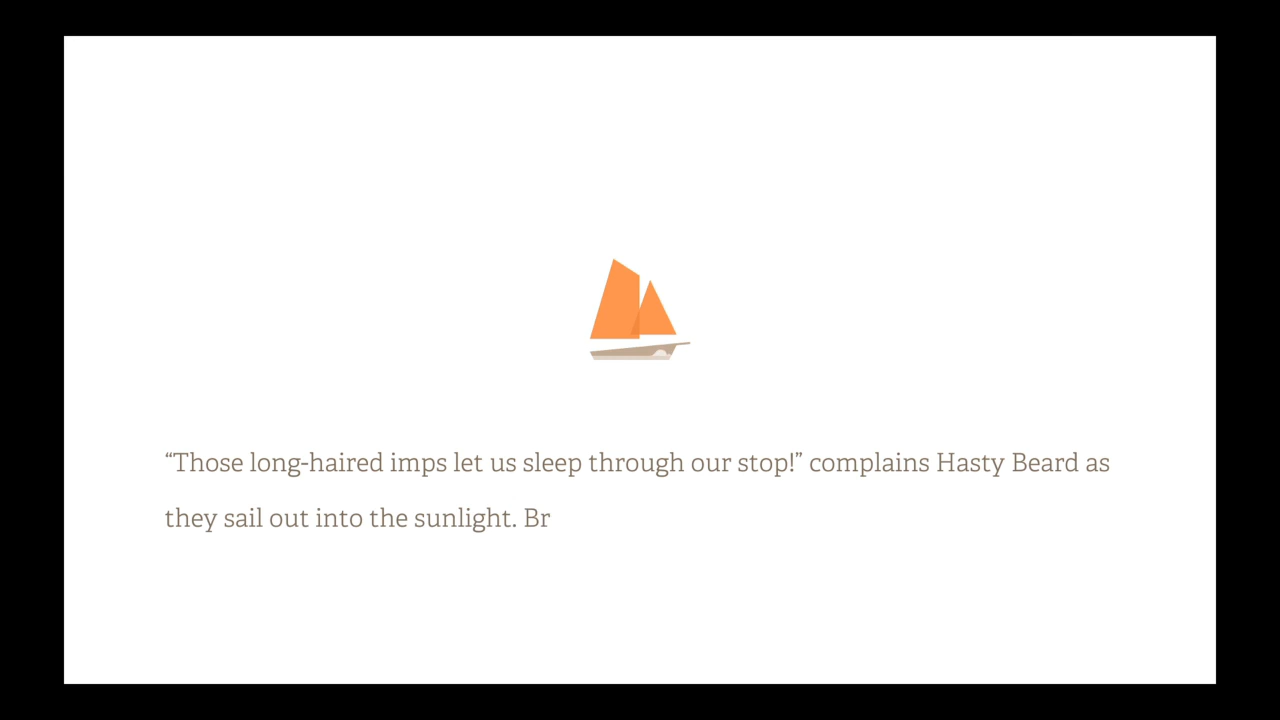 “Those long-haired imps let us sleep through our stop!” complains Hasty Beard as
they sail out into the sunlight. Br